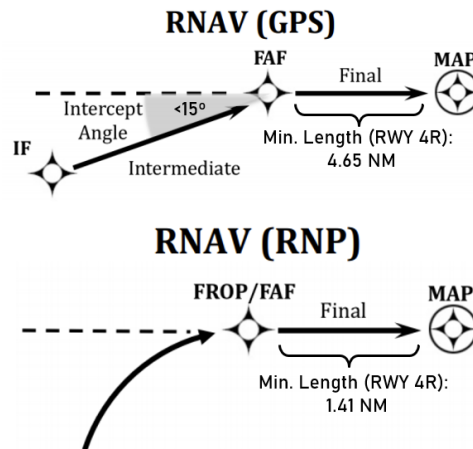 RNAV (GPS)
FAF
MAP
Final
Intercept
Angle
<15º
IF
Intermediate
Min. Length (RWY 4R):
4.65 NM
RNAV (RNP)
FROP/FAF
MAP
Final
Min. Length (RWY 4R):
1.41 NM